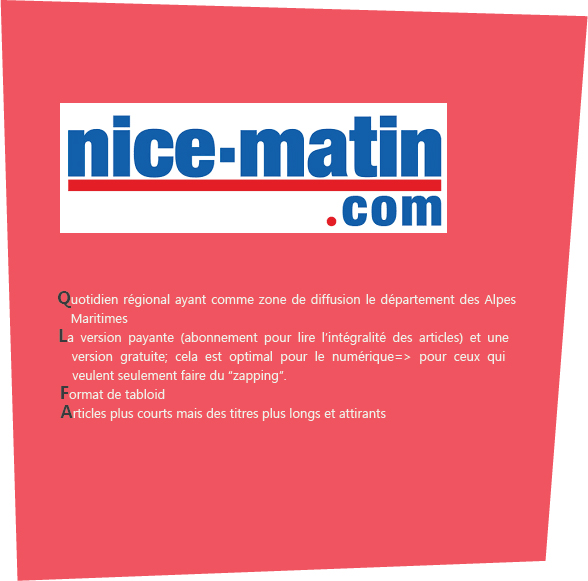 nice-matin
.com
Quotidien régional ayant comme zone de diffusion le département des Alpes
Maritimes
La version payante (abonnement pour lire l'intégralité des articles) et une
version gratuite; cela est optimal pour le numérique=> pour ceux qui
veulent seulement faire du "zapping".
Format de tabloid
Articles plus courts mais des titres plus longs et attirants